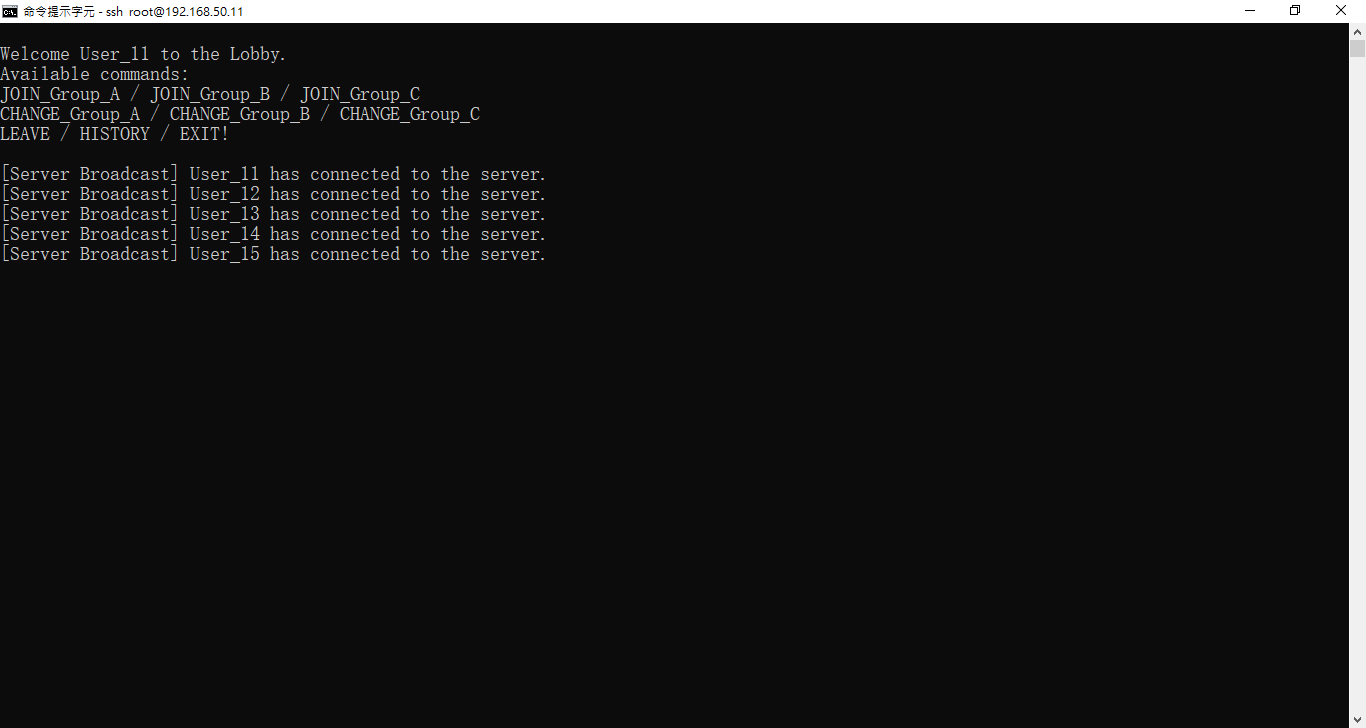 命令提示字元 - ssh root@192.168.50.11
Welcome User_11 to the Lobby.
Available commands:
JOIN_Group_A / JOIN_Group_B / JOIN_Group_C
CHANGE_Group_A / CHANGE_Group_B / CHANGE_Group_C
LEAVE / HISTORY / EXIT!
[Server Broadcast] User_11 has connected to the server.
[Server Broadcast] User_12 has connected to the server.
[Server Broadcast] User_13 has connected to the server.
[Server Broadcast] User_14 has connected to the server.
[Server Broadcast] User_15 has connected to the server.